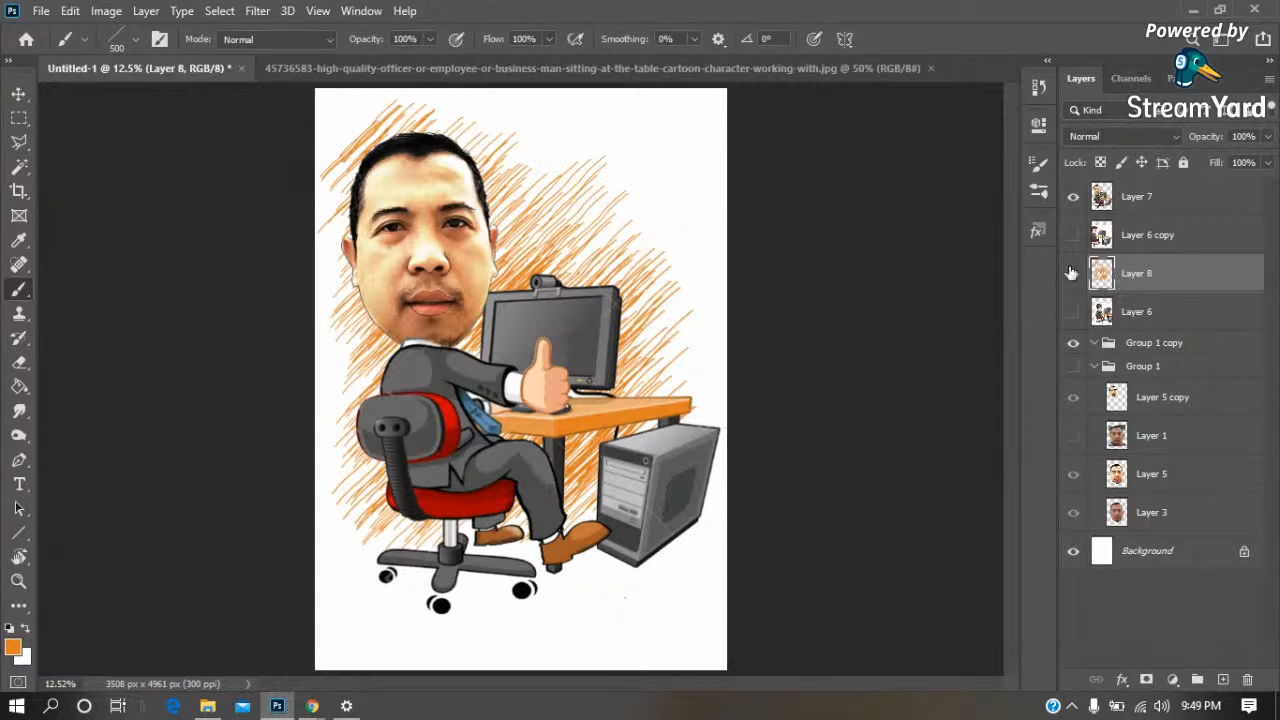 Ps File Edit Image Layer Type Select Filter 3D View Window Help
Powered by
StreamYard
500 Mode: Normal Opacity: 100% Flow: 100% Smoothing: 0% 0°
Untitled-1 @ 12.5% (Layer 8, RGB/8) * × 45736583-high-quality-officer-or-employee-or-business-man-sitting-at-the-table-cartoon-character-working-with.jpg @ 50% (RGB/8#) ×
Layers Channels
Kind
Normal Opacity: 100%
Lock: Fill: 100%
Layer 7
Layer 6 copy
Layer 8
Layer 6
Group 1 copy
Group 1
Layer 5 copy
Layer 1
Layer 5
Layer 3
Background
12.52% 3508 px x 4961 px (300 ppi)
9:49 PM